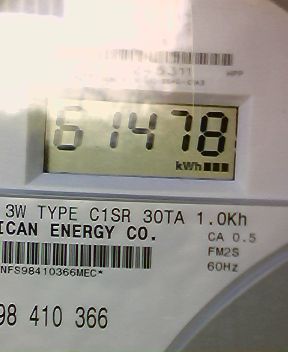 61478
kWh
3W TYPE C1SR 30TA 1.0Kh
ICAN ENERGY CO.
CA 0.5
FM2S
60Hz
NFS98410366MEC*
98 410 366